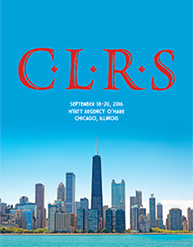 C·L·R·S
SEPTEMBER 18-20, 2016
HYATT REGENCY O'HARE
CHICAGO, ILLINOIS